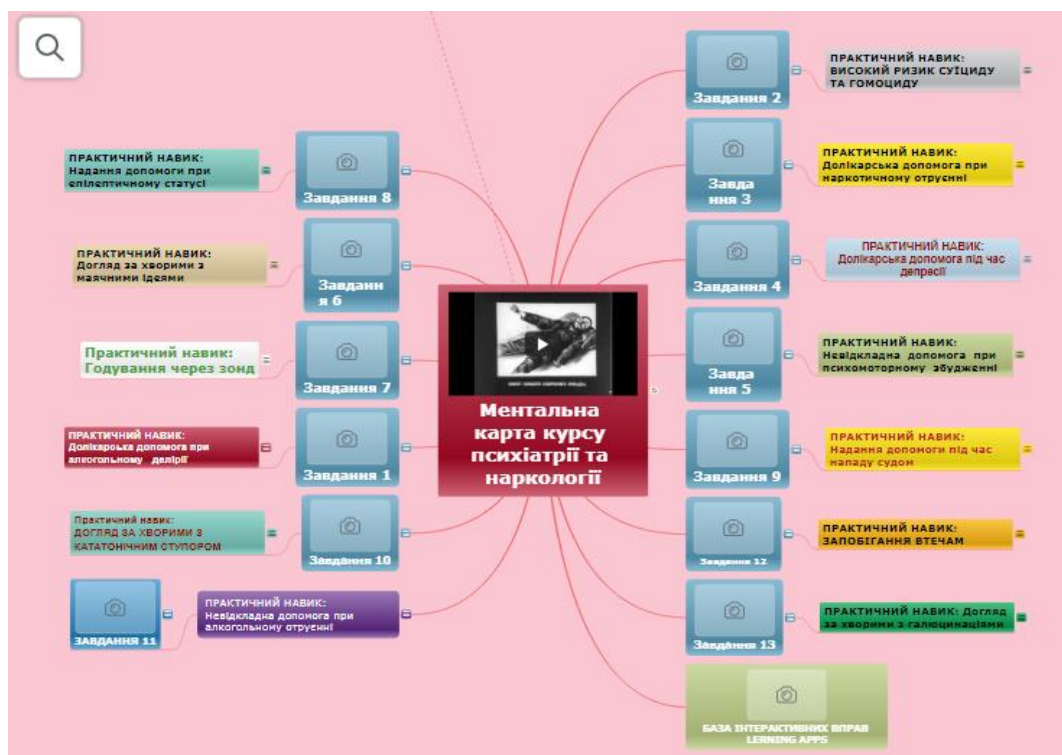 ПРАКТИЧНИЙ НАВИК:
Надання допомоги при
епілептичному статусі
Завдання 8
ПРАКТИЧНИЙ НАВИК:
Догляд за хворими з
маячними ідеями
Завданн
я 6
Практичний навик:
Годування через зонд
Завдання 7
ПРАКТИЧНИЙ НАВИК:
Долікарська допомога при
алкогольному делірії
Завдання 1
Практичний навик:
ДОГЛЯД ЗА ХВОРИМИ З
КАТАТОНІЧНИМ СТУПОРОМ
Завдання 10
ЗАВДАННЯ 11
ПРАКТИЧНИЙ НАВИК:
Невідкладна допомога при
алкогольному отруєнні
Ментальна
карта курсу
психіатрії та
наркології
Завдання 2
ПРАКТИЧНИЙ НАВИК:
ВИСОКИЙ РИЗИК СУЇЦИДУ
ТА ГОМОЦИДУ
Завда
ння 3
ПРАКТИЧНИЙ НАВИК:
Долікарська допомога при
наркотичному отруєнні
Завдання 4
ПРАКТИЧНИЙ НАВИК:
Долікарська допомога під час
депресії
Завда
ння 5
ПРАКТИЧНИЙ НАВИК:
Невідкладна допомога при
психомоторному збудженні
Завдання 9
ПРАКТИЧНИЙ НАВИК:
Надання допомоги під час
нападу судом
Завдання 12
ПРАКТИЧНИЙ НАВИК:
ЗАПОБІГАННЯ ВТЕЧАМ
Завдання 13
ПРАКТИЧНИЙ НАВИК: Догляд
за хворими з галюцинаціями
БАЗА ІНТЕРАКТИВНИХ ВПРАВ
LERNING APPS